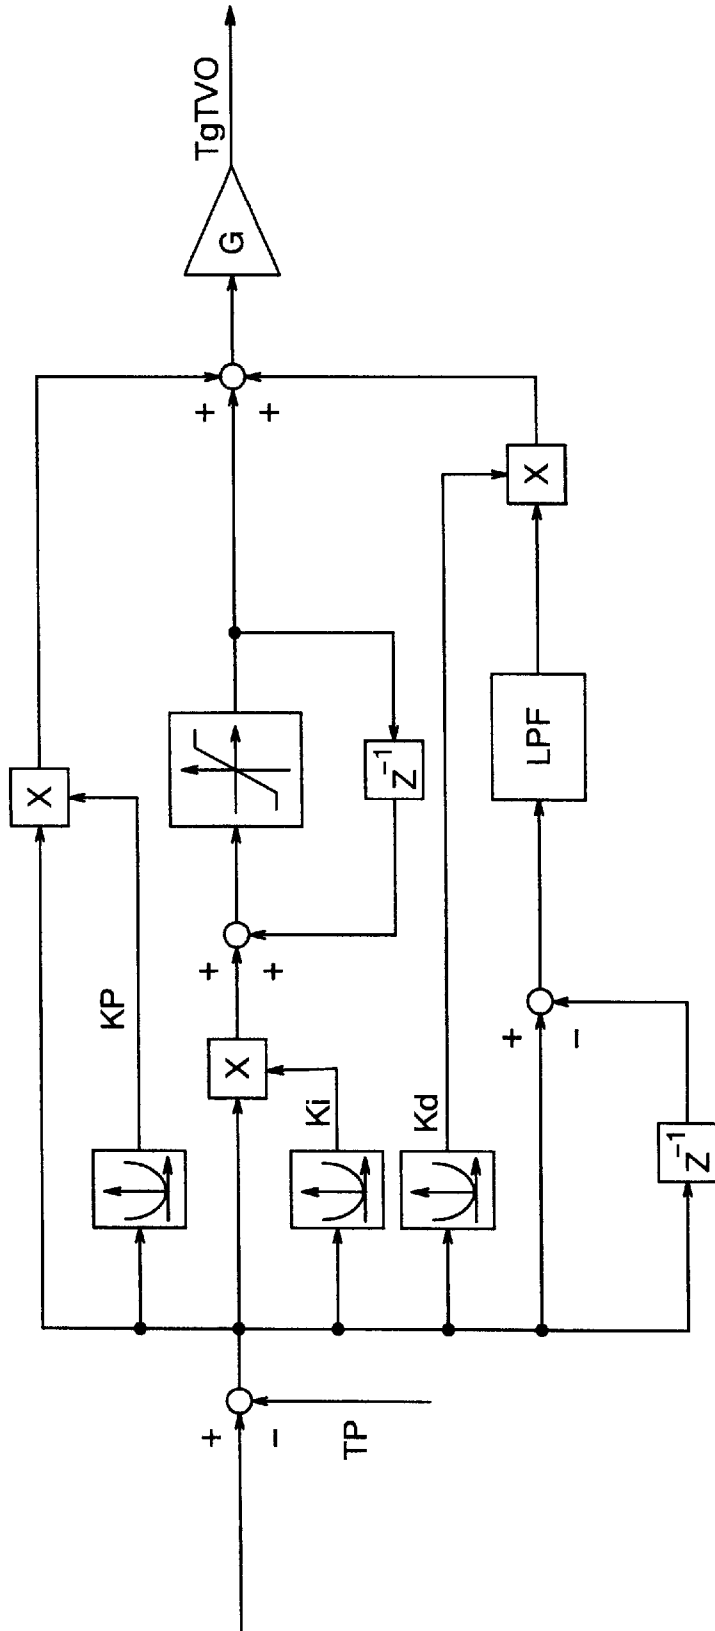 +
−
TP
KP
X
Ki
X
+
+
Z⁻¹
Kd
+
−
Z⁻¹
LPF
X
+
+
G
TgTVO